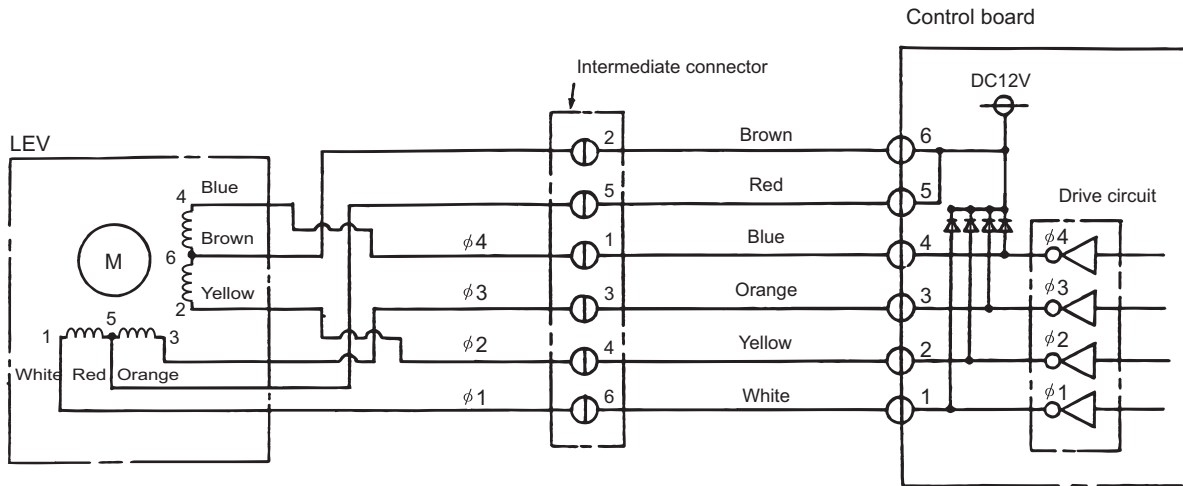 Control board
Intermediate connector
DC12V
LEV
2 Brown 6
4 Blue
5 Red 5
Drive circuit
Brown
6
ϕ4 1 Blue 4 ϕ4
M
Yellow
2
ϕ3 3 Orange 3 ϕ3
1 5 3
ϕ2 4 Yellow 2 ϕ2
White Red Orange
ϕ1 6 White 1 ϕ1